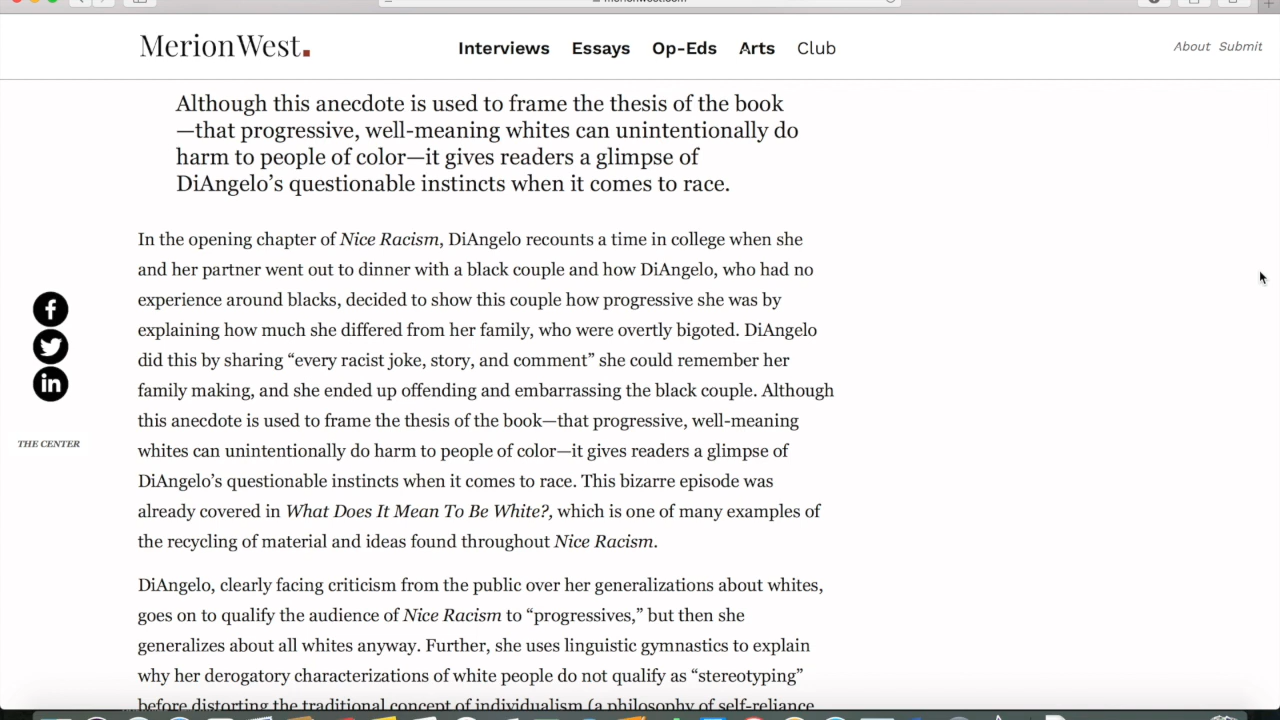 MerionWest.
Interviews Essays Op-Eds Arts Club
About Submit
Although this anecdote is used to frame the thesis of the book
—that progressive, well-meaning whites can unintentionally do
harm to people of color—it gives readers a glimpse of
DiAngelo’s questionable instincts when it comes to race.
In the opening chapter of Nice Racism, DiAngelo recounts a time in college when she
and her partner went out to dinner with a black couple and how DiAngelo, who had no
experience around blacks, decided to show this couple how progressive she was by
explaining how much she differed from her family, who were overtly bigoted. DiAngelo
did this by sharing “every racist joke, story, and comment” she could remember her
family making, and she ended up offending and embarrassing the black couple. Although
this anecdote is used to frame the thesis of the book—that progressive, well-meaning
whites can unintentionally do harm to people of color—it gives readers a glimpse of
DiAngelo’s questionable instincts when it comes to race. This bizarre episode was
already covered in What Does It Mean To Be White?, which is one of many examples of
the recycling of material and ideas found throughout Nice Racism.
THE CENTER
DiAngelo, clearly facing criticism from the public over her generalizations about whites,
goes on to qualify the audience of Nice Racism to “progressives,” but then she
generalizes about all whites anyway. Further, she uses linguistic gymnastics to explain
why her derogatory characterizations of white people do not qualify as “stereotyping”
before distorting the traditional concept of individualism (a philosophy of self-reliance